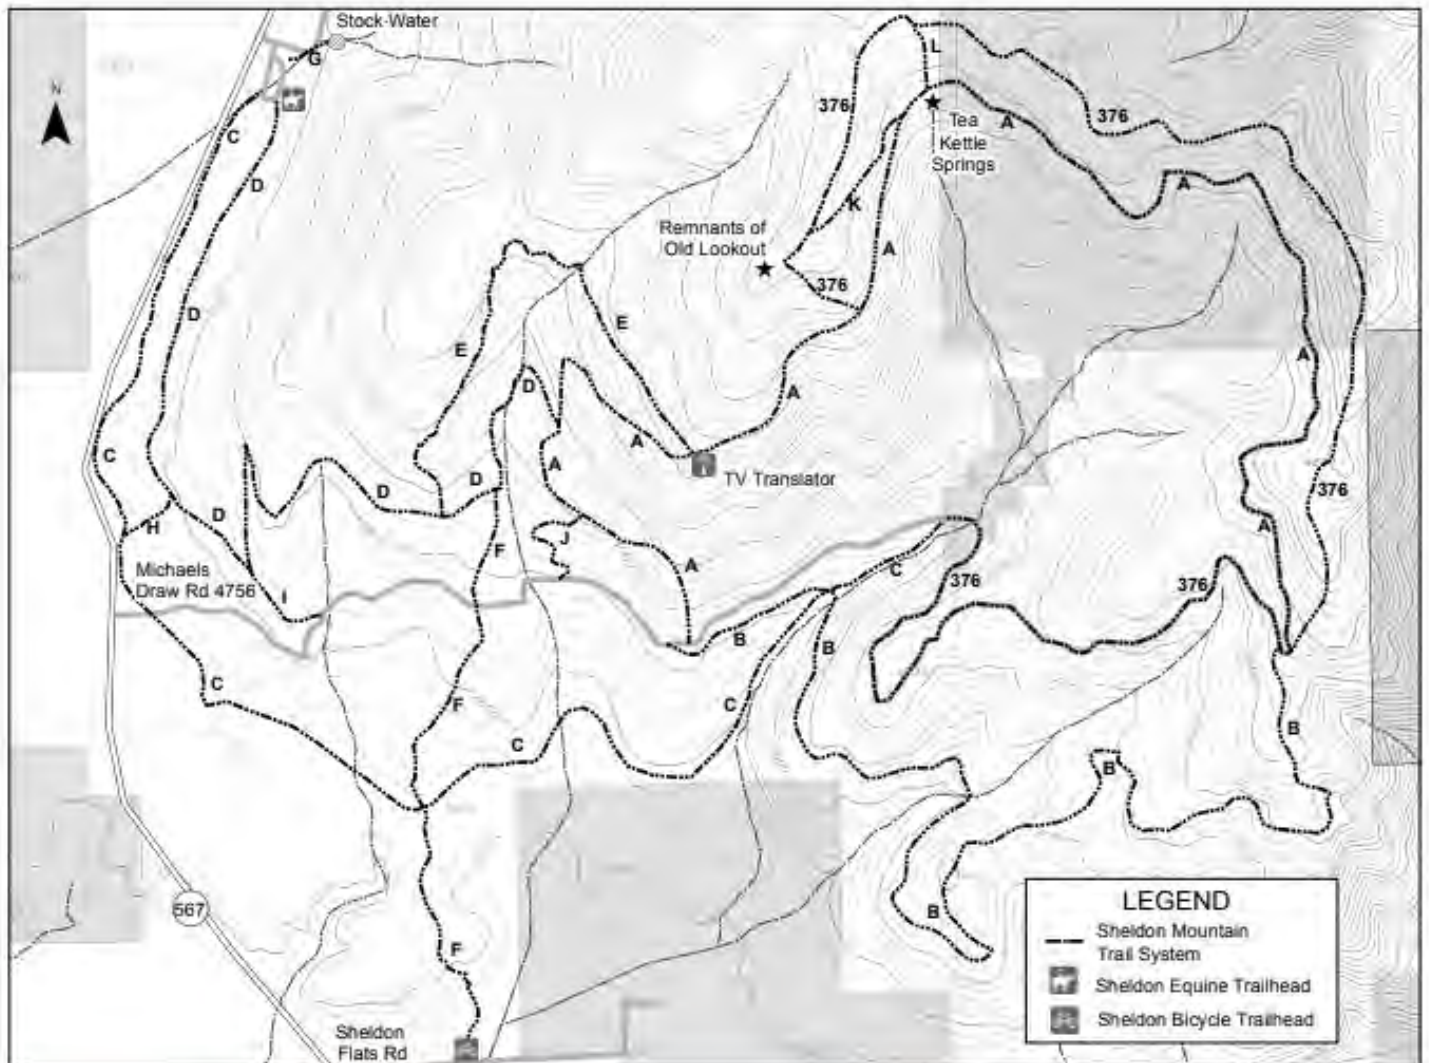 Stock Water
G
N
L
376
376
C
Tea
Kettle
Springs
A
D
A
K
Remnants of
Old Lookout
A
376
D
E
E
A
D
A
A
C
A
TV Translator
D
D
376
H
D
A
F
J
A
C
Michaels
Draw Rd 4756
I
376
376
B
B
C
F
C
B
C
B
567
B
F
LEGEND
Sheldon Mountain
Trail System
Sheldon Equine Trailhead
Sheldon Bicycle Trailhead
Sheldon
Flats Rd